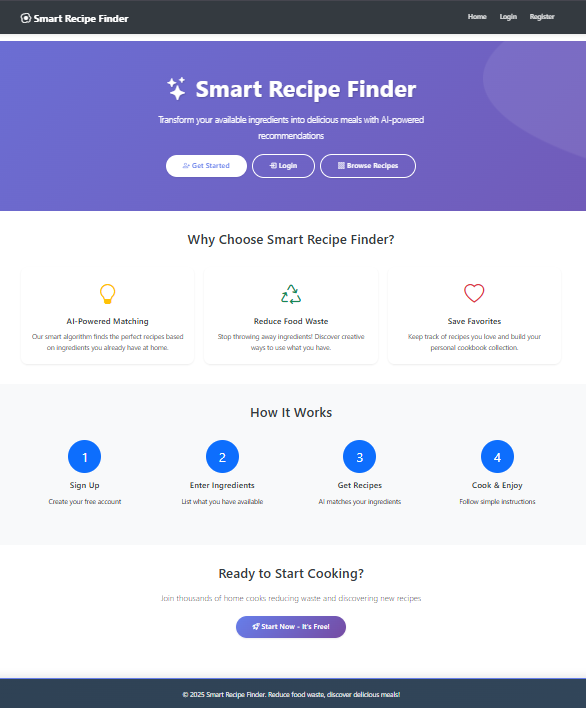 Smart Recipe Finder
Home Login Register
Smart Recipe Finder
Transform your available ingredients into delicious meals with AI-powered
recommendations
Get Started Login Browse Recipes
Why Choose Smart Recipe Finder?
AI-Powered Matching
Our smart algorithm finds the perfect recipes based
on ingredients you already have at home.
Reduce Food Waste
Stop throwing away ingredients! Discover creative
ways to use what you have.
Save Favorites
Keep track of recipes you love and build your
personal cookbook collection.
How It Works
1
Sign Up
Create your free account
2
Enter Ingredients
List what you have available
3
Get Recipes
AI matches your ingredients
4
Cook & Enjoy
Follow simple instructions
Ready to Start Cooking?
Join thousands of home cooks reducing waste and discovering new recipes
Start Now - It's Free!
© 2025 Smart Recipe Finder. Reduce food waste, discover delicious meals!